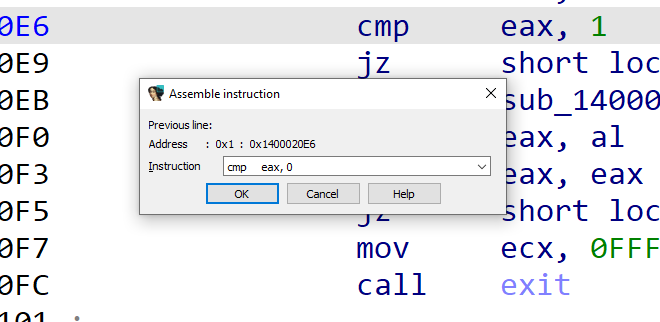 0E6 cmp eax, 1
0E9 jz short loc
Assemble instruction
0EB sub_14000
Previous line:
0F0 eax, al
Address : 0x1 : 0x1400020E6
Instruction cmp eax, 0
0F3 eax, eax
OK Cancel Help
0F5 jz short loc
0F7 mov ecx, 0FFF
0FC call exit
101 ;